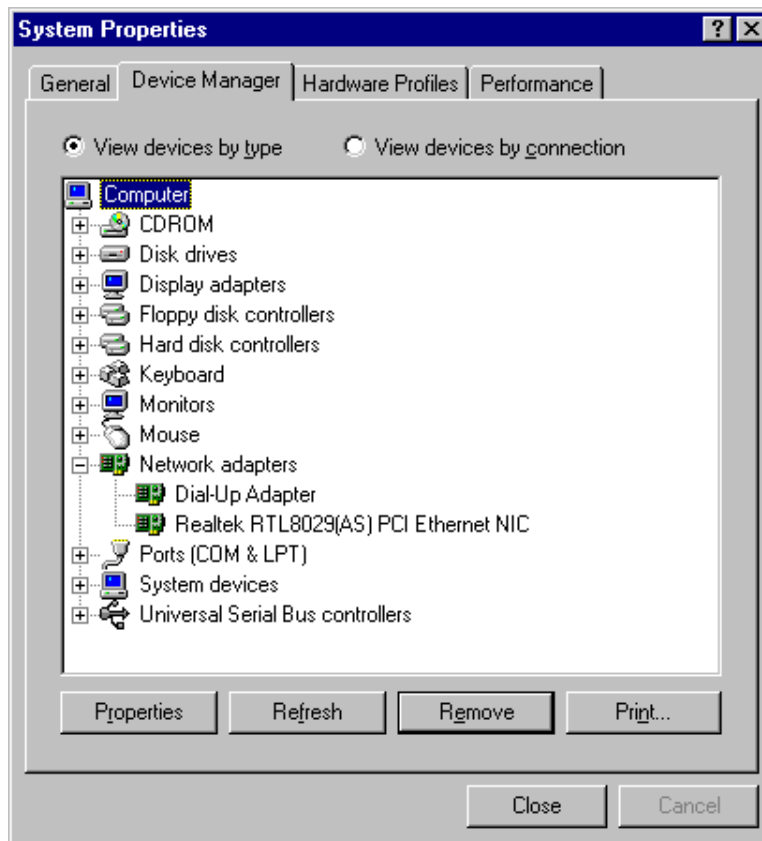 System Properties
General Device Manager Hardware Profiles Performance
View devices by type View devices by connection
Computer
CDROM
Disk drives
Display adapters
Floppy disk controllers
Hard disk controllers
Keyboard
Monitors
Mouse
Network adapters
Dial-Up Adapter
Realtek RTL8029(AS) PCI Ethernet NIC
Ports (COM & LPT)
System devices
Universal Serial Bus controllers
Properties Refresh Remove Print...
Close Cancel